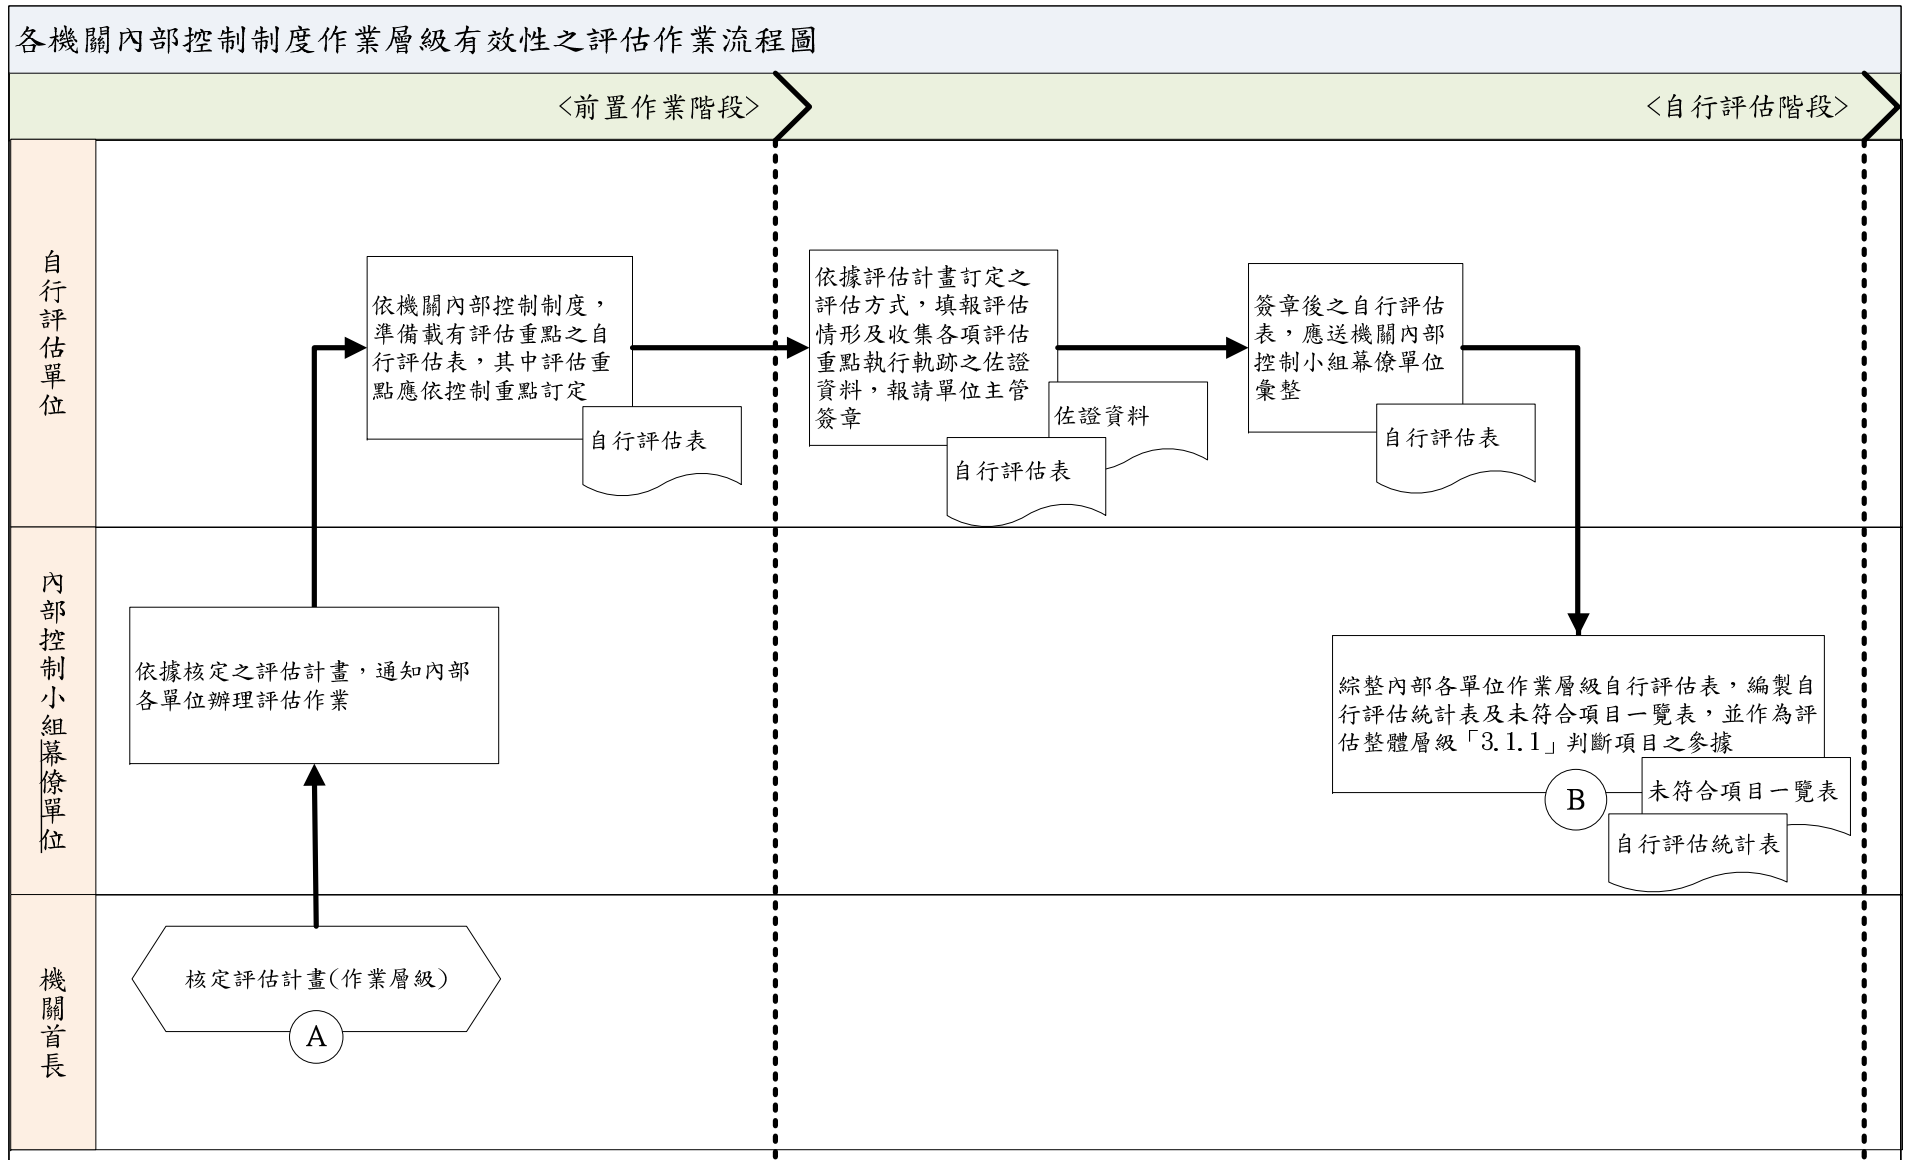 各機關內部控制制度作業層級有效性之評估作業流程圖
<前置作業階段>
<自行評估階段>
自行評估單位
依機關內部控制制度，
準備載有評估重點之自
行評估表，其中評估重
點應依控制重點訂定
自行評估表
依據評估計畫訂定之
評估方式，填報評估
情形及收集各項評估
重點執行軌跡之佐證
資料，報請單位主管
簽章
佐證資料
自行評估表
簽章後之自行評估
表，應送機關內部
控制小組幕僚單位
彙整
自行評估表
內部控制小組幕僚單位
依據核定之評估計畫，通知內部
各單位辦理評估作業
綜整內部各單位作業層級自行評估表，編製自
行評估統計表及未符合項目一覽表，並作為評
估整體層級「3.1.1」判斷項目之參據
B
未符合項目一覽表
自行評估統計表
機關首長
核定評估計畫(作業層級)
A